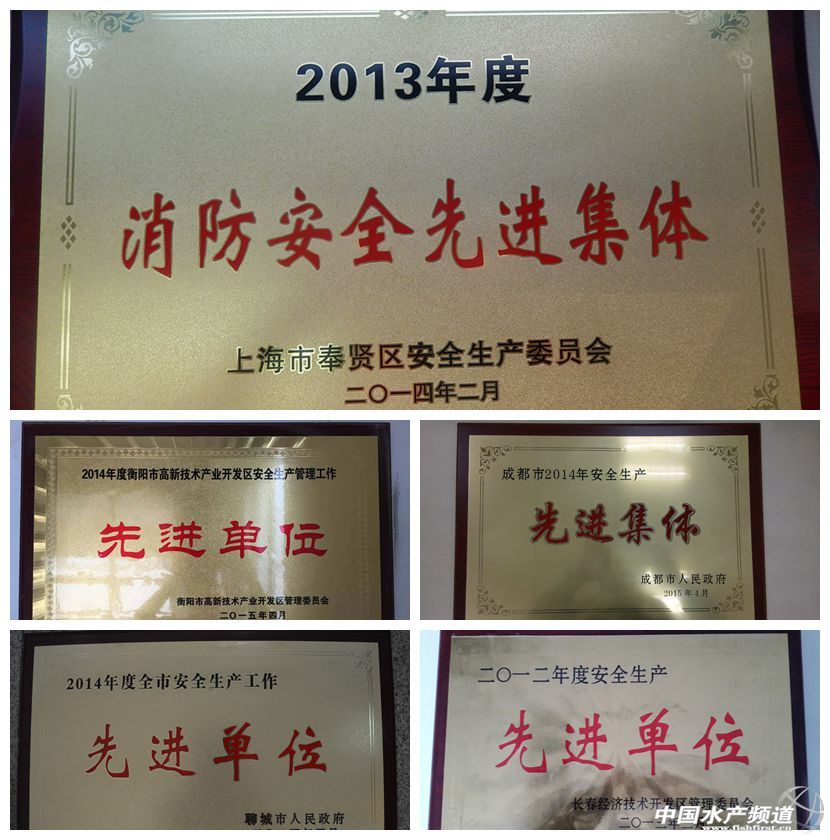 2013年度
消防安全先进集体
上海市奉贤区安全生产委员会
二〇一四年二月
2014年度衡阳市高新技术产业开发区安全生产管理工作
先进单位
衡阳市高新技术产业开发区管理委员会
二〇一五年四月
成都市2014年安全生产
先进集体
成都市人民政府
2015年4月
2014年度全市安全生产工作
先进单位
聊城市人民政府
二〇一二年度安全生产
先进单位
长春经济技术开发区管理委员会
中国水产频道
www.fishfirst.cn